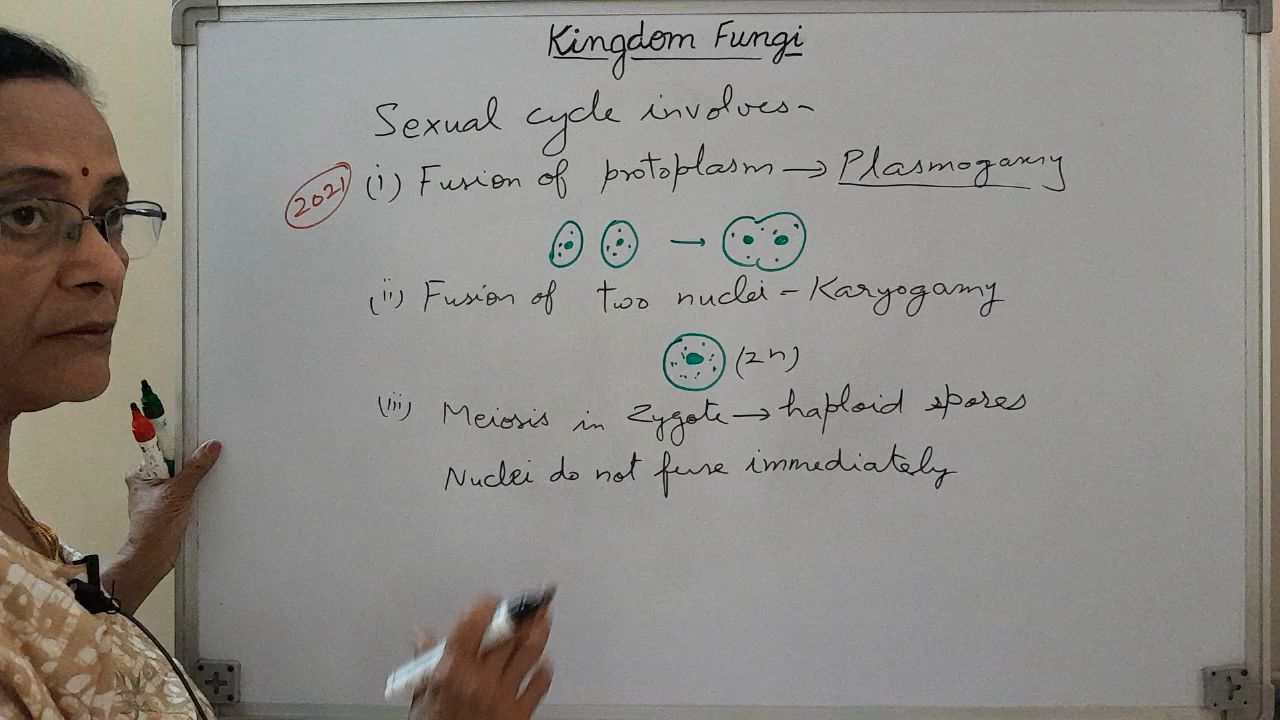 Kingdom Fungi
Sexual cycle involves-
2021 (i) Fusion of protoplasm → Plasmogamy
(ii) Fusion of two nuclei - Karyogamy
(2n)
(iii) Meiosis in Zygote → haploid spores
Nuclei do not fuse immediately